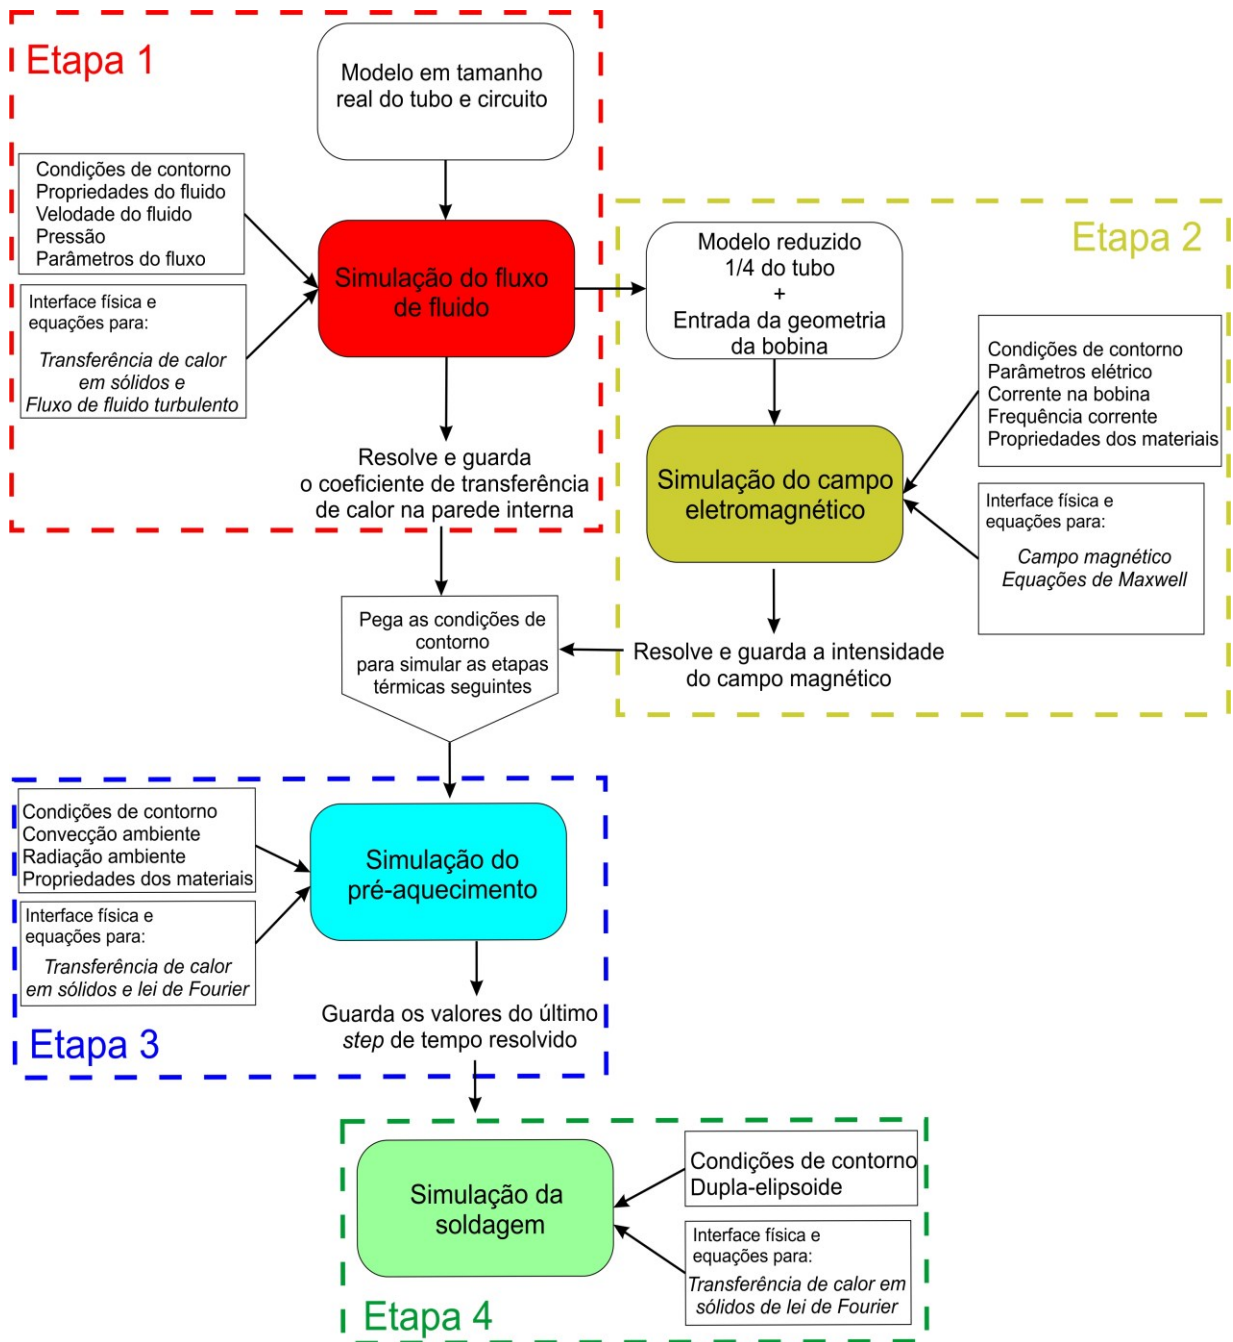 Etapa 1
Modelo em tamanho
real do tubo e circuito
Condições de contorno
Propriedades do fluido
Velodade do fluido
Pressão
Parâmetros do fluxo
Interface física e
equações para:
Transferência de calor
em sólidos e
Fluxo de fluido turbulento
Simulação do fluxo
de fluido
Resolve e guarda
o coeficiente de transferência
de calor na parede interna
Etapa 2
Modelo reduzido
1/4 do tubo
+
Entrada da geometria
da bobina
Condições de contorno
Parâmetros elétrico
Corrente na bobina
Frequência corrente
Propriedades dos materiais
Simulação do campo
eletromagnético
Interface física e
equações para:
Campo magnético
Equações de Maxwell
Resolve e guarda a intensidade
do campo magnético
Pega as condições de
contorno
para simular as etapas
térmicas seguintes
Condições de contorno
Convecção ambiente
Radiação ambiente
Propriedades dos materiais
Interface física e
equações para:
Transferência de calor
em sólidos e lei de Fourier
Simulação do
pré-aquecimento
Guarda os valores do último
step de tempo resolvido
Etapa 3
Simulação da
soldagem
Condições de contorno
Dupla-elipsoide
Interface física e
equações para:
Transferência de calor em
sólidos de lei de Fourier
Etapa 4